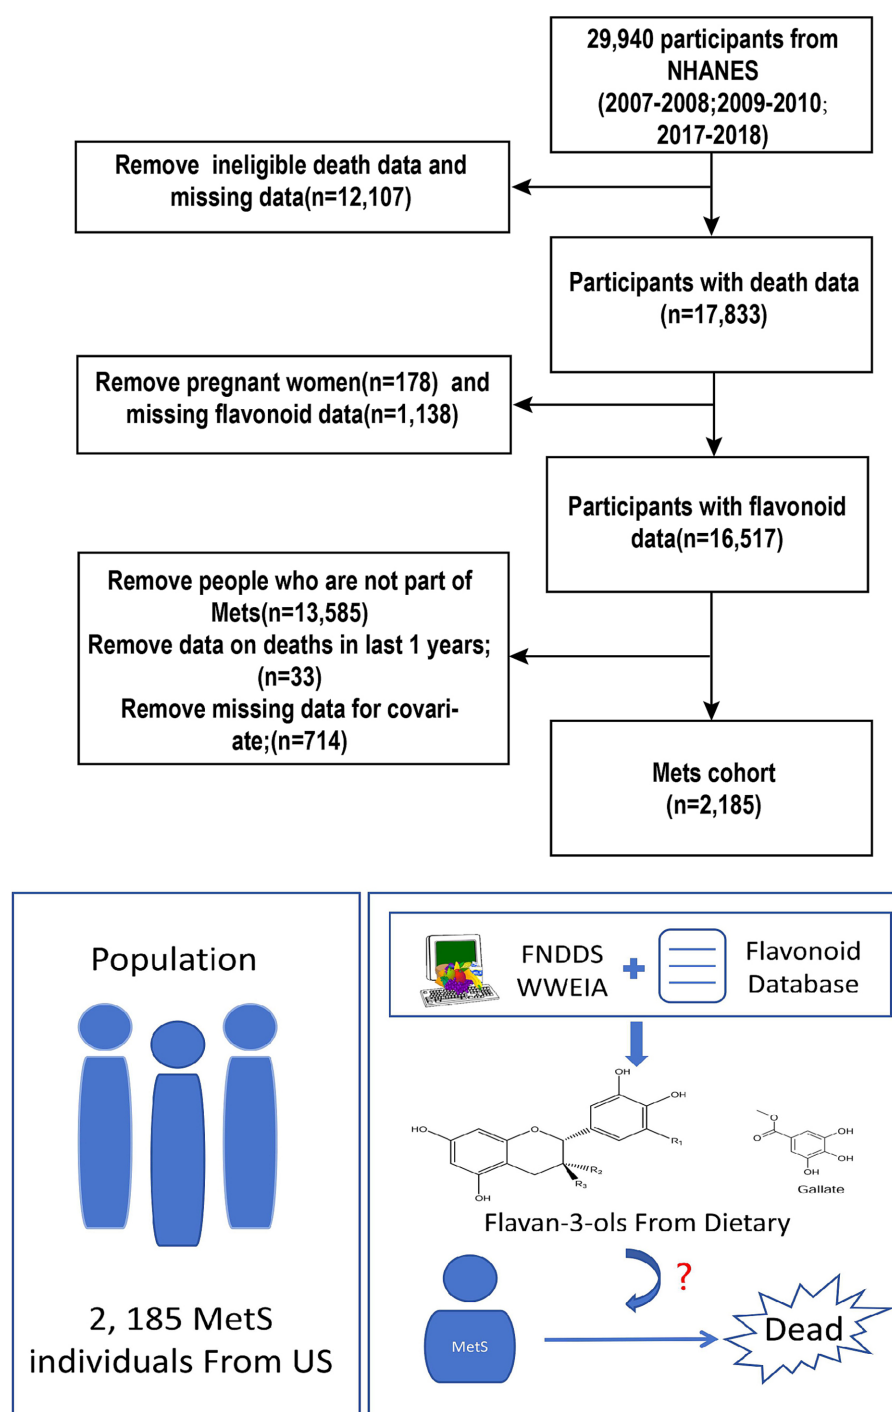 29,940 participants from
NHANES
(2007-2008;2009-2010;
2017-2018)
Remove ineligible death data and
missing data(n=12,107)
Participants with death data
(n=17,833)
Remove pregnant women(n=178) and
missing flavonoid data(n=1,138)
Participants with flavonoid
data(n=16,517)
Remove people who are not part of
Mets(n=13,585)
Remove data on deaths in last 1 years;
(n=33)
Remove missing data for covari-
ate;(n=714)
Mets cohort
(n=2,185)
Population
2, 185 MetS
individuals From US
FNDDS
WWEIA
Flavonoid
Database
OH
OH
HO
O
R1
R2
R3
OH
O
O
OH
OH
OH
Gallate
Flavan-3-ols From Dietary
?
MetS
Dead